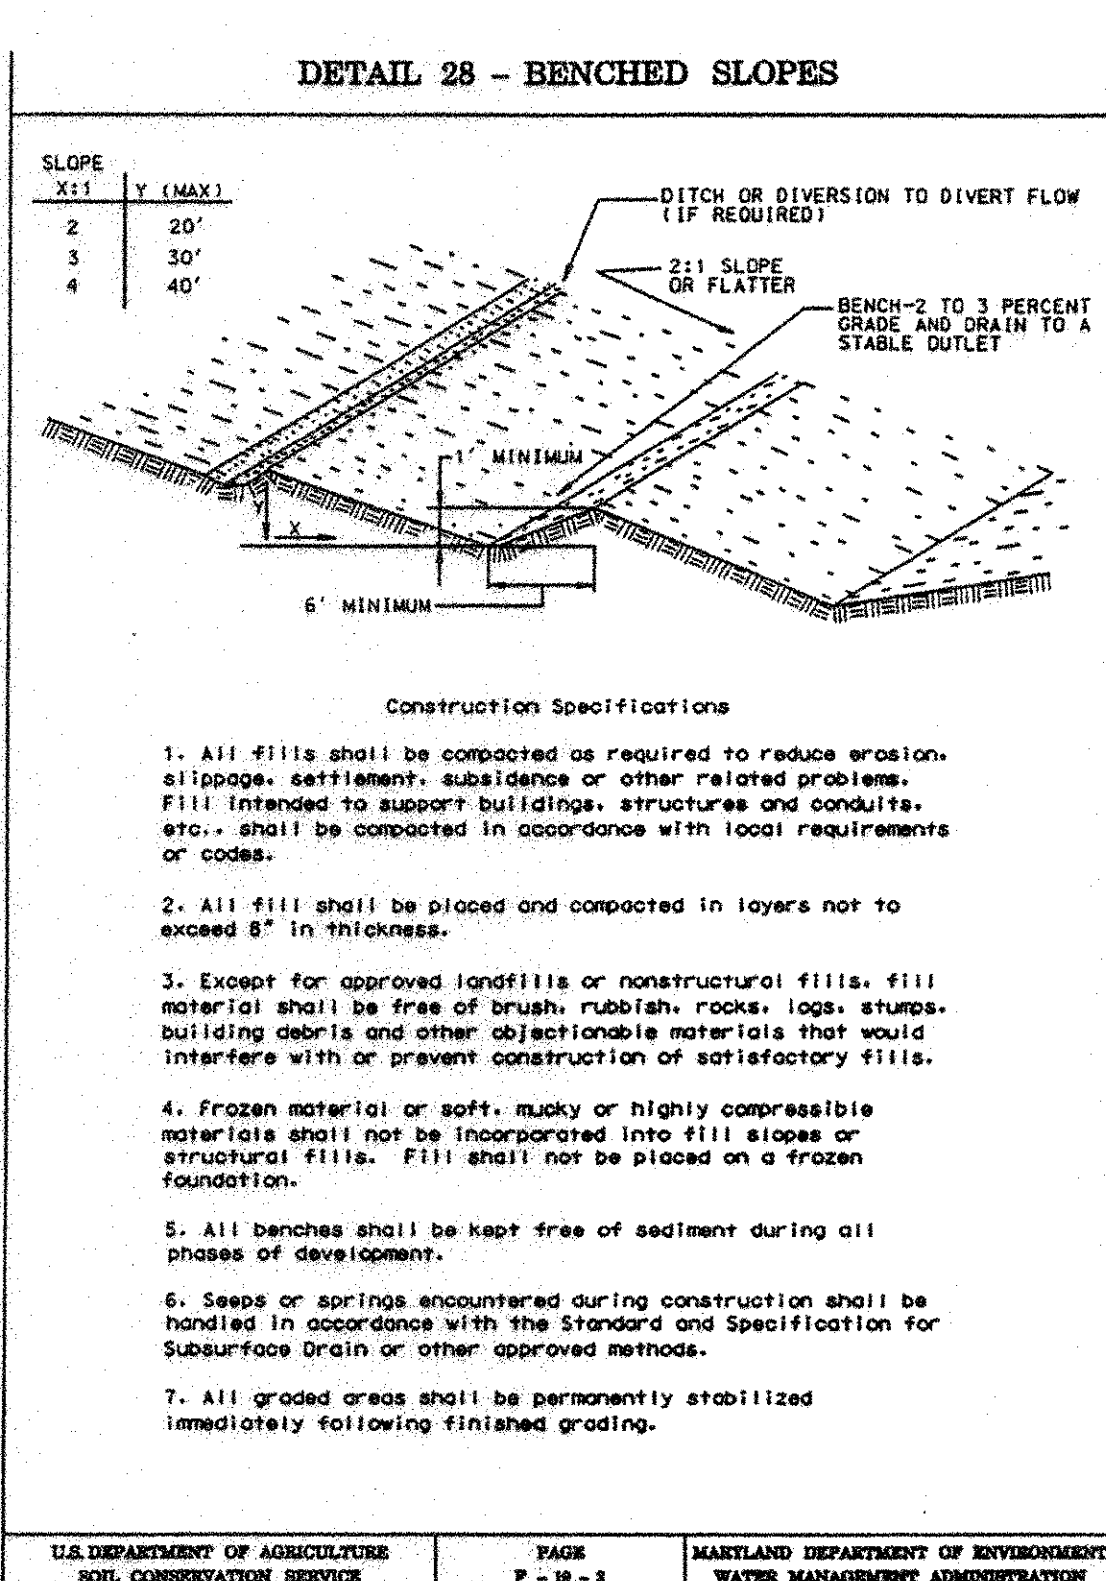 DETAIL 28 - BENCHED SLOPES
SLOPE
X:1 Y (MAX)
2 20'
3 30'
4 40'
DITCH OR DIVERSION TO DIVERT FLOW
(IF REQUIRED)
2:1 SLOPE
OR FLATTER
BENCH-2 TO 3 PERCENT
GRADE AND DRAIN TO A
STABLE OUTLET
1' MINIMUM
Y
X
6' MINIMUM
Construction Specifications
1. All fills shall be compacted as required to reduce erosion,
slippage, settlement, subsidence or other related problems.
Fill intended to support buildings, structures and conduits,
etc., shall be compacted in accordance with local requirements
or codes.
2. All fill shall be placed and compacted in layers not to
exceed 8" in thickness.
3. Except for approved landfills or nonstructural fills, fill
material shall be free of brush, rubbish, rocks, logs, stumps,
building debris and other objectionable materials that would
interfere with or prevent construction of satisfactory fills.
4. Frozen material or soft, mucky or highly compressible
materials shall not be incorporated into fill slopes or
structural fills. Fill shall not be placed on a frozen
foundation.
5. All benches shall be kept free of sediment during all
phases of development.
6. Seeps or springs encountered during construction shall be
handled in accordance with the Standard and Specification for
Subsurface Drain or other approved methods.
7. All graded areas shall be permanently stabilized
immediately following finished grading.
U.S. DEPARTMENT OF AGRICULTURE
SOIL CONSERVATION SERVICE
PAGE
MARYLAND DEPARTMENT OF ENVIRONMENT
WATER MANAGEMENT ADMINISTRATION